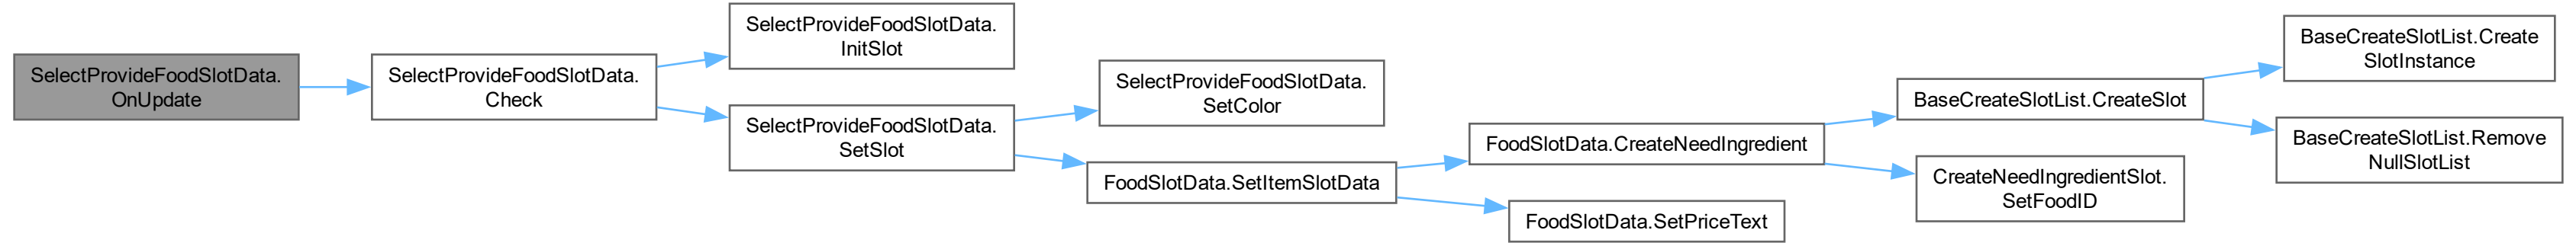 SelectProvideFoodSlotData.
OnUpdate
SelectProvideFoodSlotData.
Check
SelectProvideFoodSlotData.
InitSlot
SelectProvideFoodSlotData.
SetSlot
SelectProvideFoodSlotData.
SetColor
FoodSlotData.SetItemSlotData
FoodSlotData.CreateNeedIngredient
FoodSlotData.SetPriceText
BaseCreateSlotList.CreateSlot
CreateNeedIngredientSlot.
SetFoodID
BaseCreateSlotList.Create
SlotInstance
BaseCreateSlotList.Remove
NullSlotList